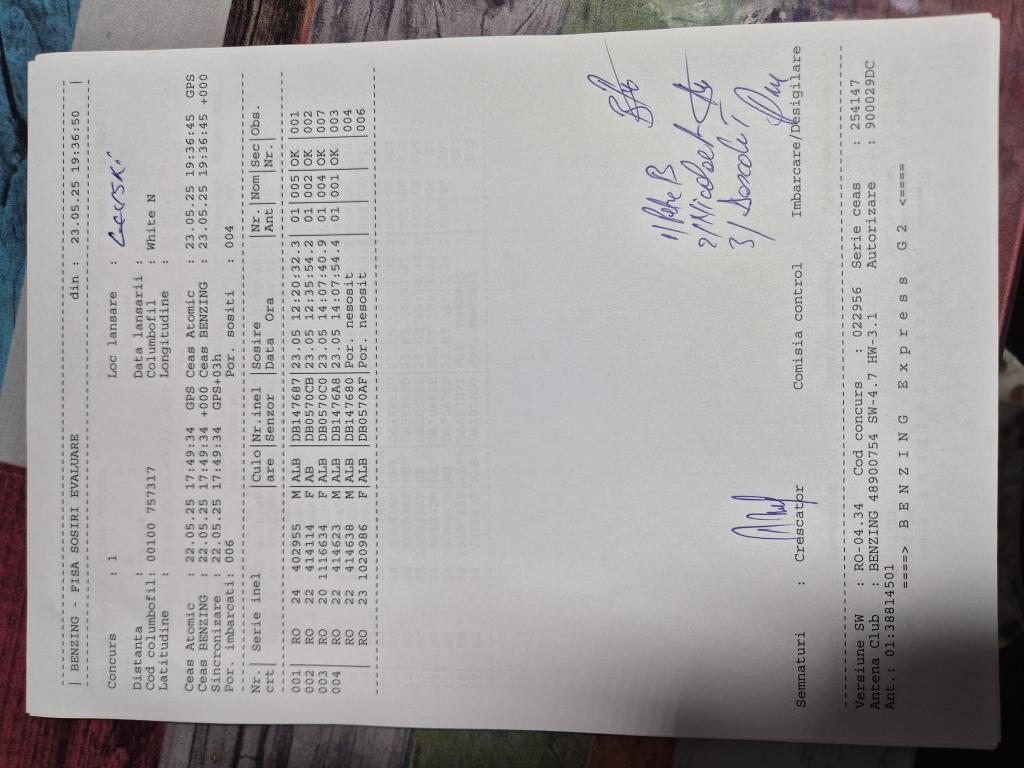 | BENZING - FISA SOSIRI EVALUARE din : 23.05.25 19:36:50 |
Concurs : 1 Loc lansare :
Distanta : Data lansarii :
Cod columbofil: 00100 757317 Columbofil : White N
Latitudine : Longitudine :
Ceas Atomic : 22.05.25 17:49:34 GPS Ceas Atomic : 23.05.25 19:36:45 GPS
Ceas BENZING : 22.05.25 17:49:34 +000 Ceas BENZING : 23.05.25 19:36:45 +000
Sincronizare : 22.05.25 17:49:34 GPS+03h
Por. imbarcati: 006 Por. sositi : 004
Nr.| Serie inel |Culo|Nr.inel |Sosire |Nr. |Nom|Sec|Obs.
crt| |are |Senzor |Data Ora |Ant| |Nr.|
001 | RO 24 402955 M|ALB |DB147687|23.05 12:20:32.3| 01|005|OK |001
002 | RO 22 414114 F|AB |DB0570CB|23.05 12:35:54.2| 01|002|OK |002
003 | RO 20 1116434 F|ALB |DB0570C0|23.05 14:07:40.9| 01|004|OK |007
004 | RO 22 414623 M|ALB |DB1476A8|23.05 14:07:54.4| 01|001|OK |003
| RO 22 414638 M|ALB |DB147680|Por. nesosit | | | |004
| RO 23 1020986 F|ALB |DB0570AF|Por. nesosit | | | |006
2/ Nicolae
3/
Semnaturi : Crescator Comisia control Imbarcare/Desigilare
Versiune SW : RO-04.34 Cod concurs : 022956 Serie ceas : 254147
Antena Club : BENZING 48900754 SW-4.7 HW-3.1 Autorizare : 900029DC
Ant.: 01:38814501
====> B E N Z I N G E x p r e s s G 2 <====